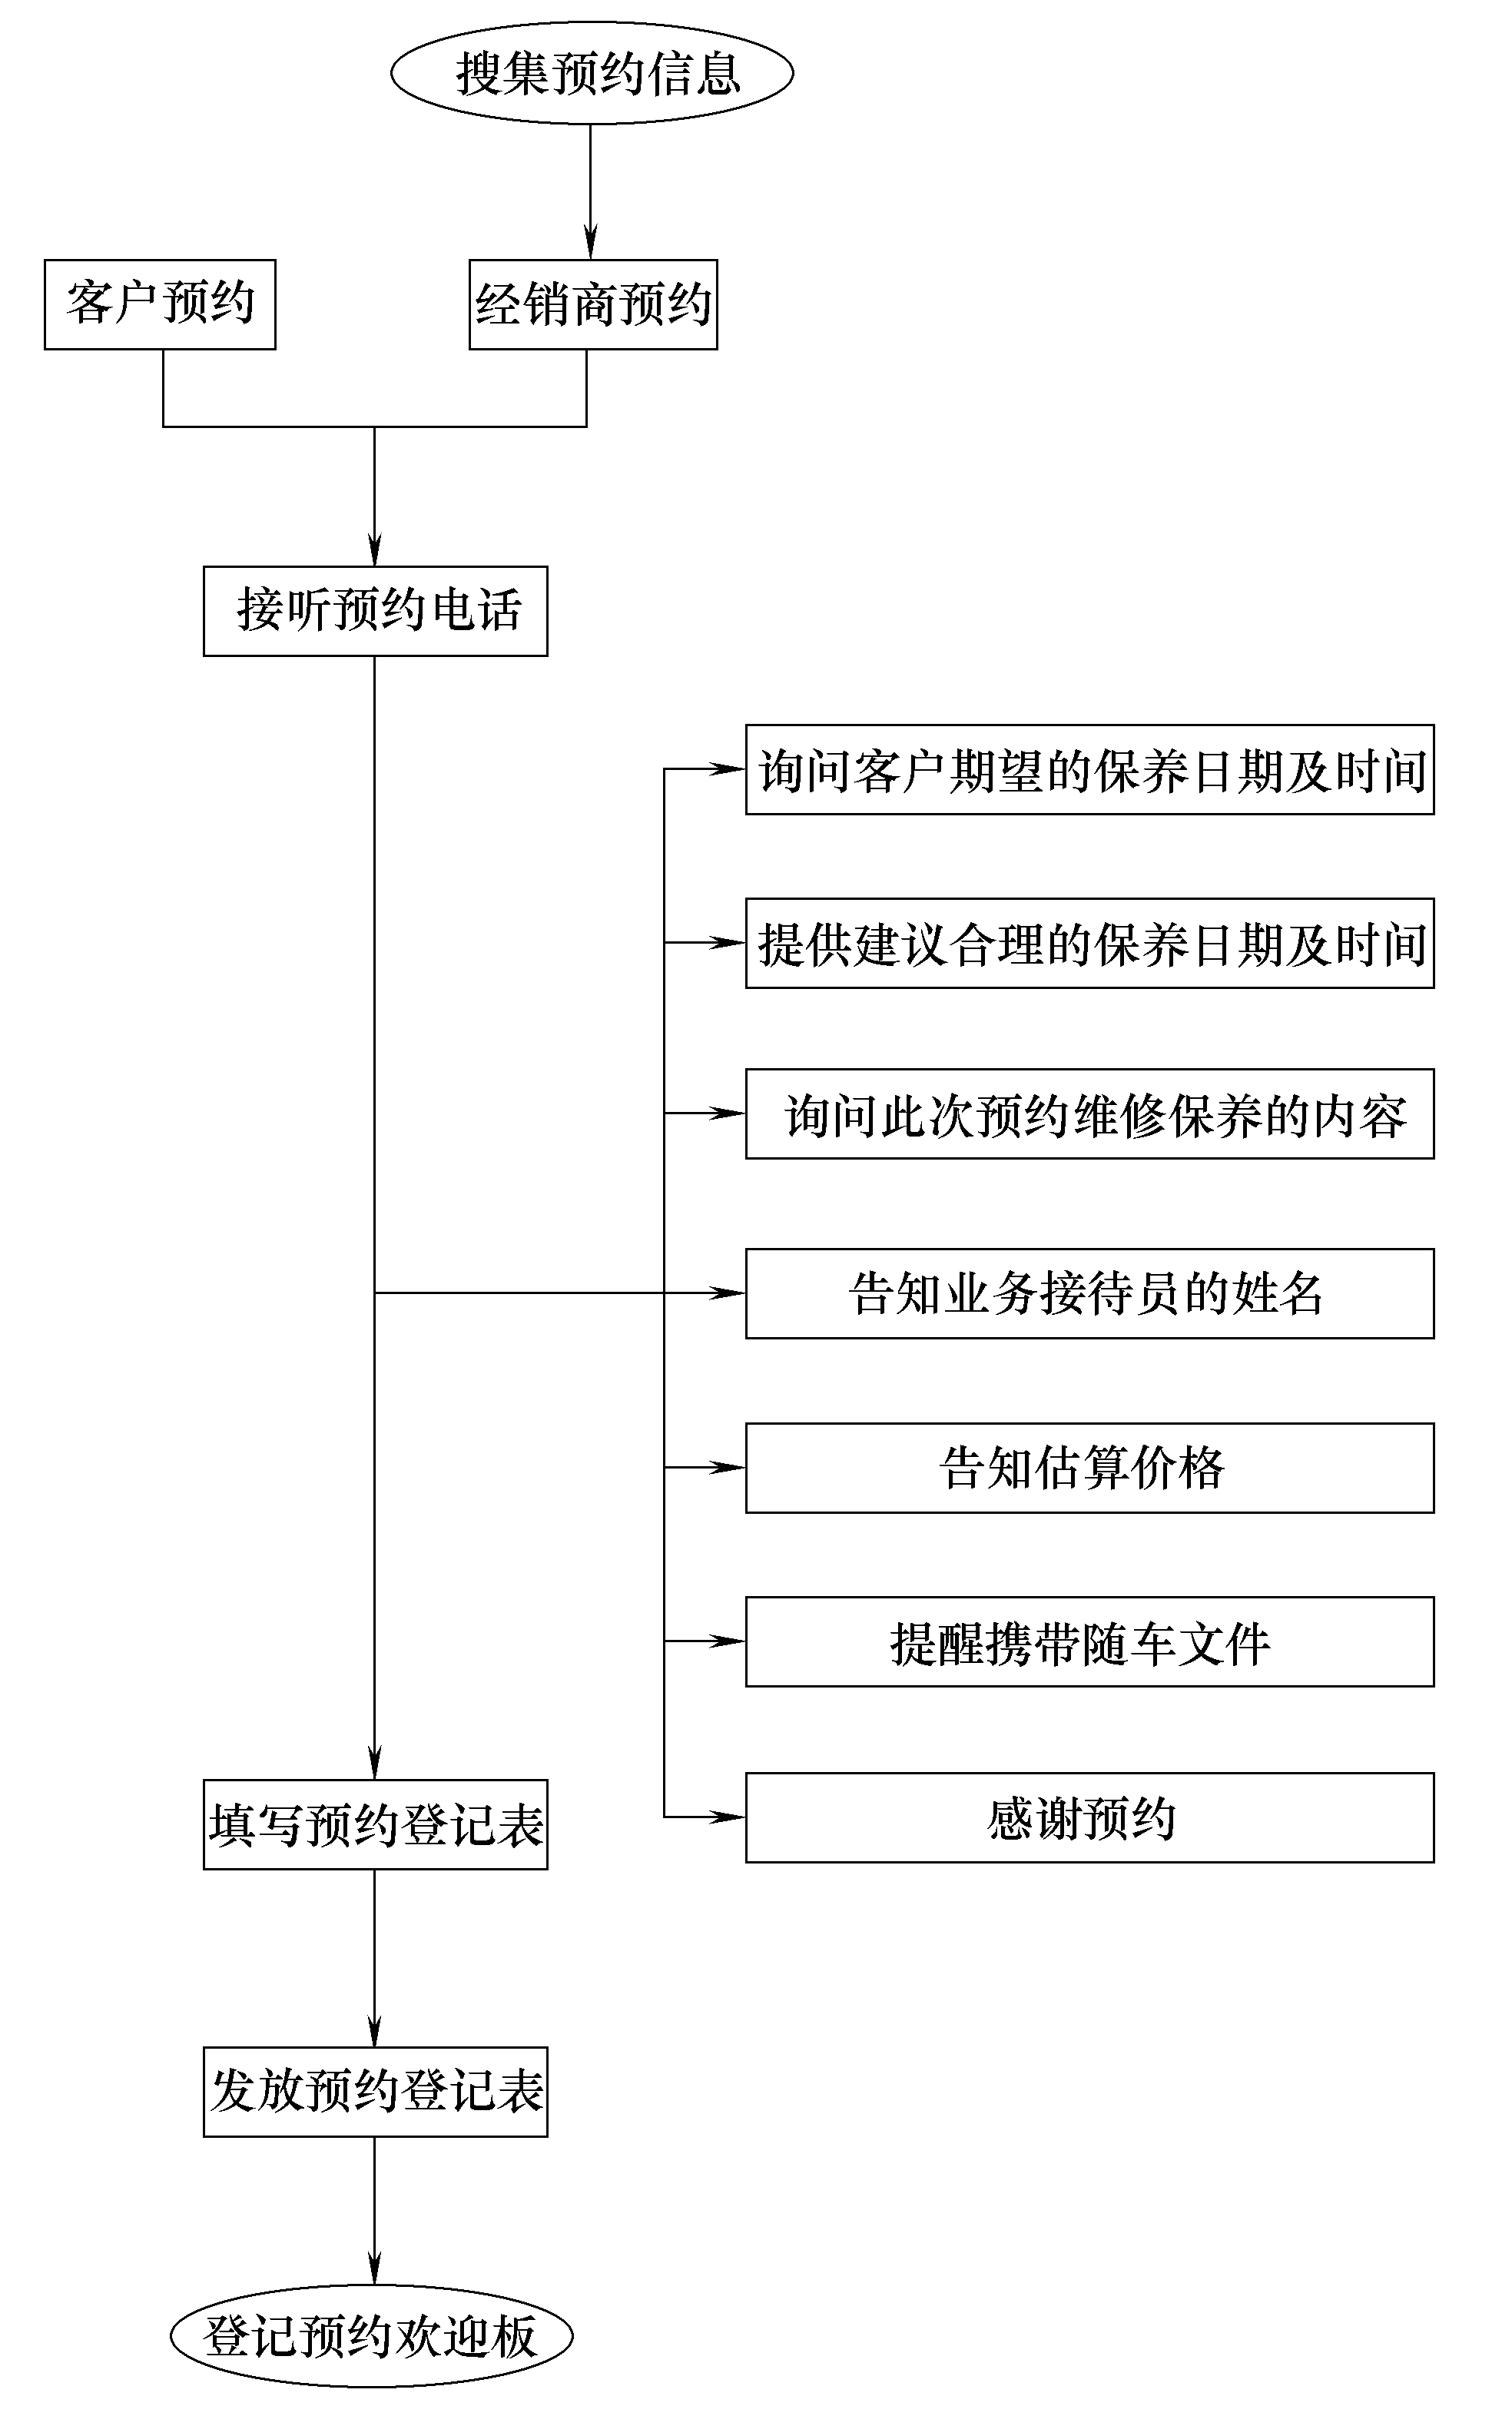 搜集预约信息
客户预约
经销商预约
接听预约电话
询问客户期望的保养日期及时间
提供建议合理的保养日期及时间
询问此次预约维修保养的内容
告知业务接待员的姓名
告知估算价格
提醒携带随车文件
感谢预约
填写预约登记表
发放预约登记表
登记预约欢迎板